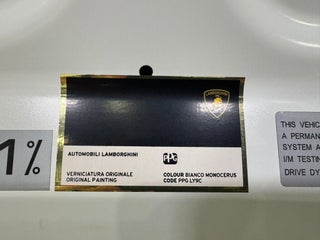 AUTOMOBILI LAMBORGHINI
PPG
VERNICIATURA ORIGINALE
ORIGINAL PAINTING
COLOUR BIANCO MONOCERUS
CODE PPG LY9C
1%
THIS VEHIC
A PERMANE
SYSTEM A
I/M TESTIN
DRIVE DY